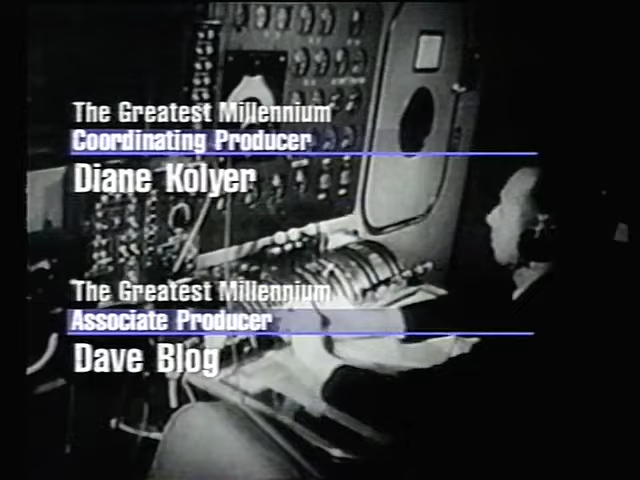 The Greatest Millennium
Coordinating Producer
Diane Kolyer
The Greatest Millennium
Associate Producer
Dave Blog